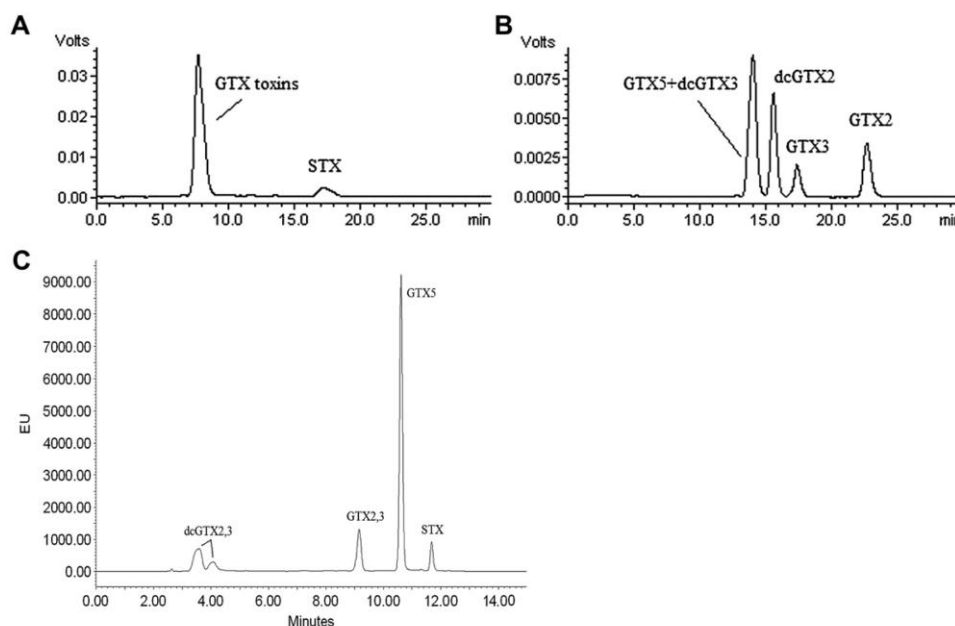 A
Volts
0.03
0.02
0.01
0.00
GTX toxins
STX
0.0 5.0 10.0 15.0 20.0 25.0
min
B
Volts
0.0075
0.0050
0.0025
0.0000
GTX5+dcGTX3
dcGTX2
GTX3
GTX2
0.0 5.0 10.0 15.0 20.0 25.0
min
C
EU
9000.00
8000.00
7000.00
6000.00
5000.00
4000.00
3000.00
2000.00
1000.00
00.00
dcGTX2,3
GTX2,3
GTX5
STX
0.00 2.00 4.00 6.00 8.00 10.00 12.00 14.00
Minutes